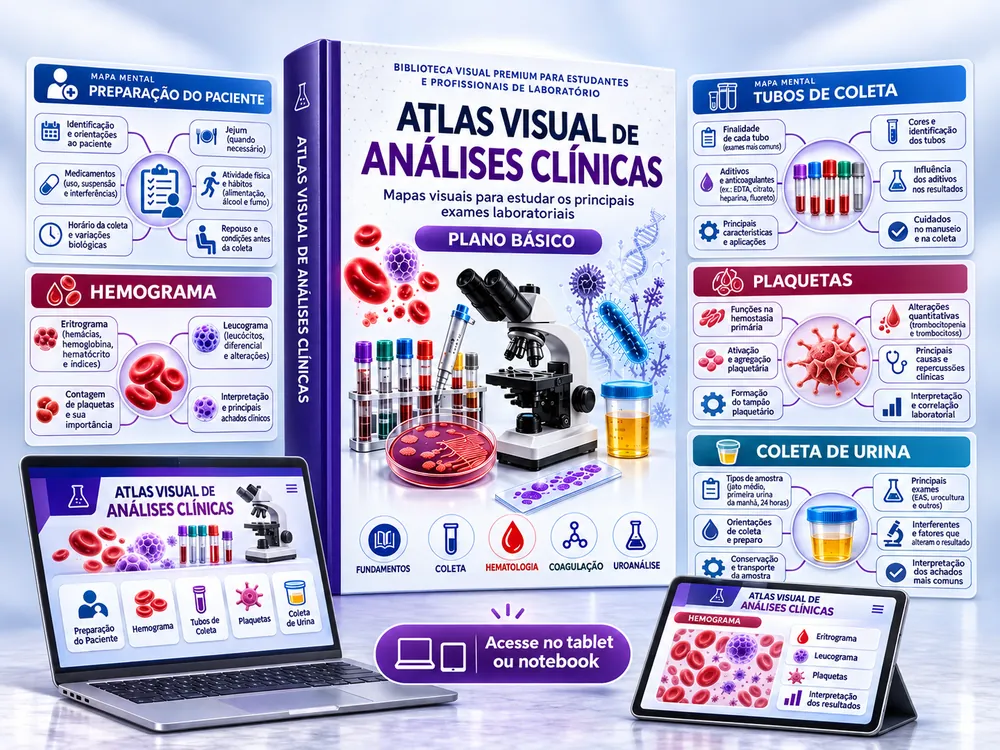 MAPA MENTAL
PREPARAÇÃO DO PACIENTE
Identificação
e orientações
ao paciente
Jejum
(quando
necessário)
Medicamentos
(uso, suspensão
e interferências)
Atividade física
e hábitos
(alimentação,
álcool e fumo)
Horário da coleta
e variações
biológicas
Repouso e
condições antes
da coleta
HEMOGRAMA
Eritrograma
(hemácias,
hemoglobina,
hematócrito
e índices)
Leucograma
(leucócitos,
diferencial
e alterações)
Contagem
de plaquetas
e sua
importância
Interpretação
e principais
achados clínicos
ATLAS VISUAL DE ANÁLISES CLÍNICAS
BIBLIOTECA VISUAL PREMIUM PARA ESTUDANTES
E PROFISSIONAIS DE LABORATÓRIO
ATLAS VISUAL DE
ANÁLISES CLÍNICAS
Mapas visuais para estudar os principais
exames laboratoriais
PLANO BÁSICO
FUNDAMENTOS
COLETA
HEMATOLOGIA
COAGULAÇÃO
UROANÁLISE
MAPA MENTAL
TUBOS DE COLETA
Finalidade
de cada tubo
(exames mais comuns)
Cores e
identificação
dos tubos
Aditivos e
anticoagulantes
(ex.: EDTA, citrato,
heparina, fluoreto)
Influência
dos aditivos
nos resultados
Principais
características
e aplicações
Cuidados
no manuseio
e na coleta
PLAQUETAS
Funções na
hemostasia
primária
Alterações
quantitativas
(trombocitopenia e
trombocitose)
Ativação
e agregação
plaquetária
Principais
causas e
repercussões
clínicas
Formação
do tampão
plaquetário
Interpretação
e correlação
laboratorial
COLETA DE URINA
Tipos de amostra
(jato médio,
primeira urina
da manhã, 24 horas)
Principais
exames
(EAS, urocultura
e outros)
Orientações
de coleta
e preparo
Interferentes
e fatores que
alteram o resultado
Conservação
e transporte
da amostra
Interpretação
dos achados
mais comuns
ATLAS VISUAL DE
ANÁLISES CLÍNICAS
Preparação
do Paciente
Hemograma
Tubos de
Coleta
Plaquetas
Coleta
de Urina
Acesse no tablet
ou notebook
ATLAS VISUAL DE
ANÁLISES CLÍNICAS
HEMOGRAMA
Eritrograma
Leucograma
Plaquetas
Interpretação
dos resultados